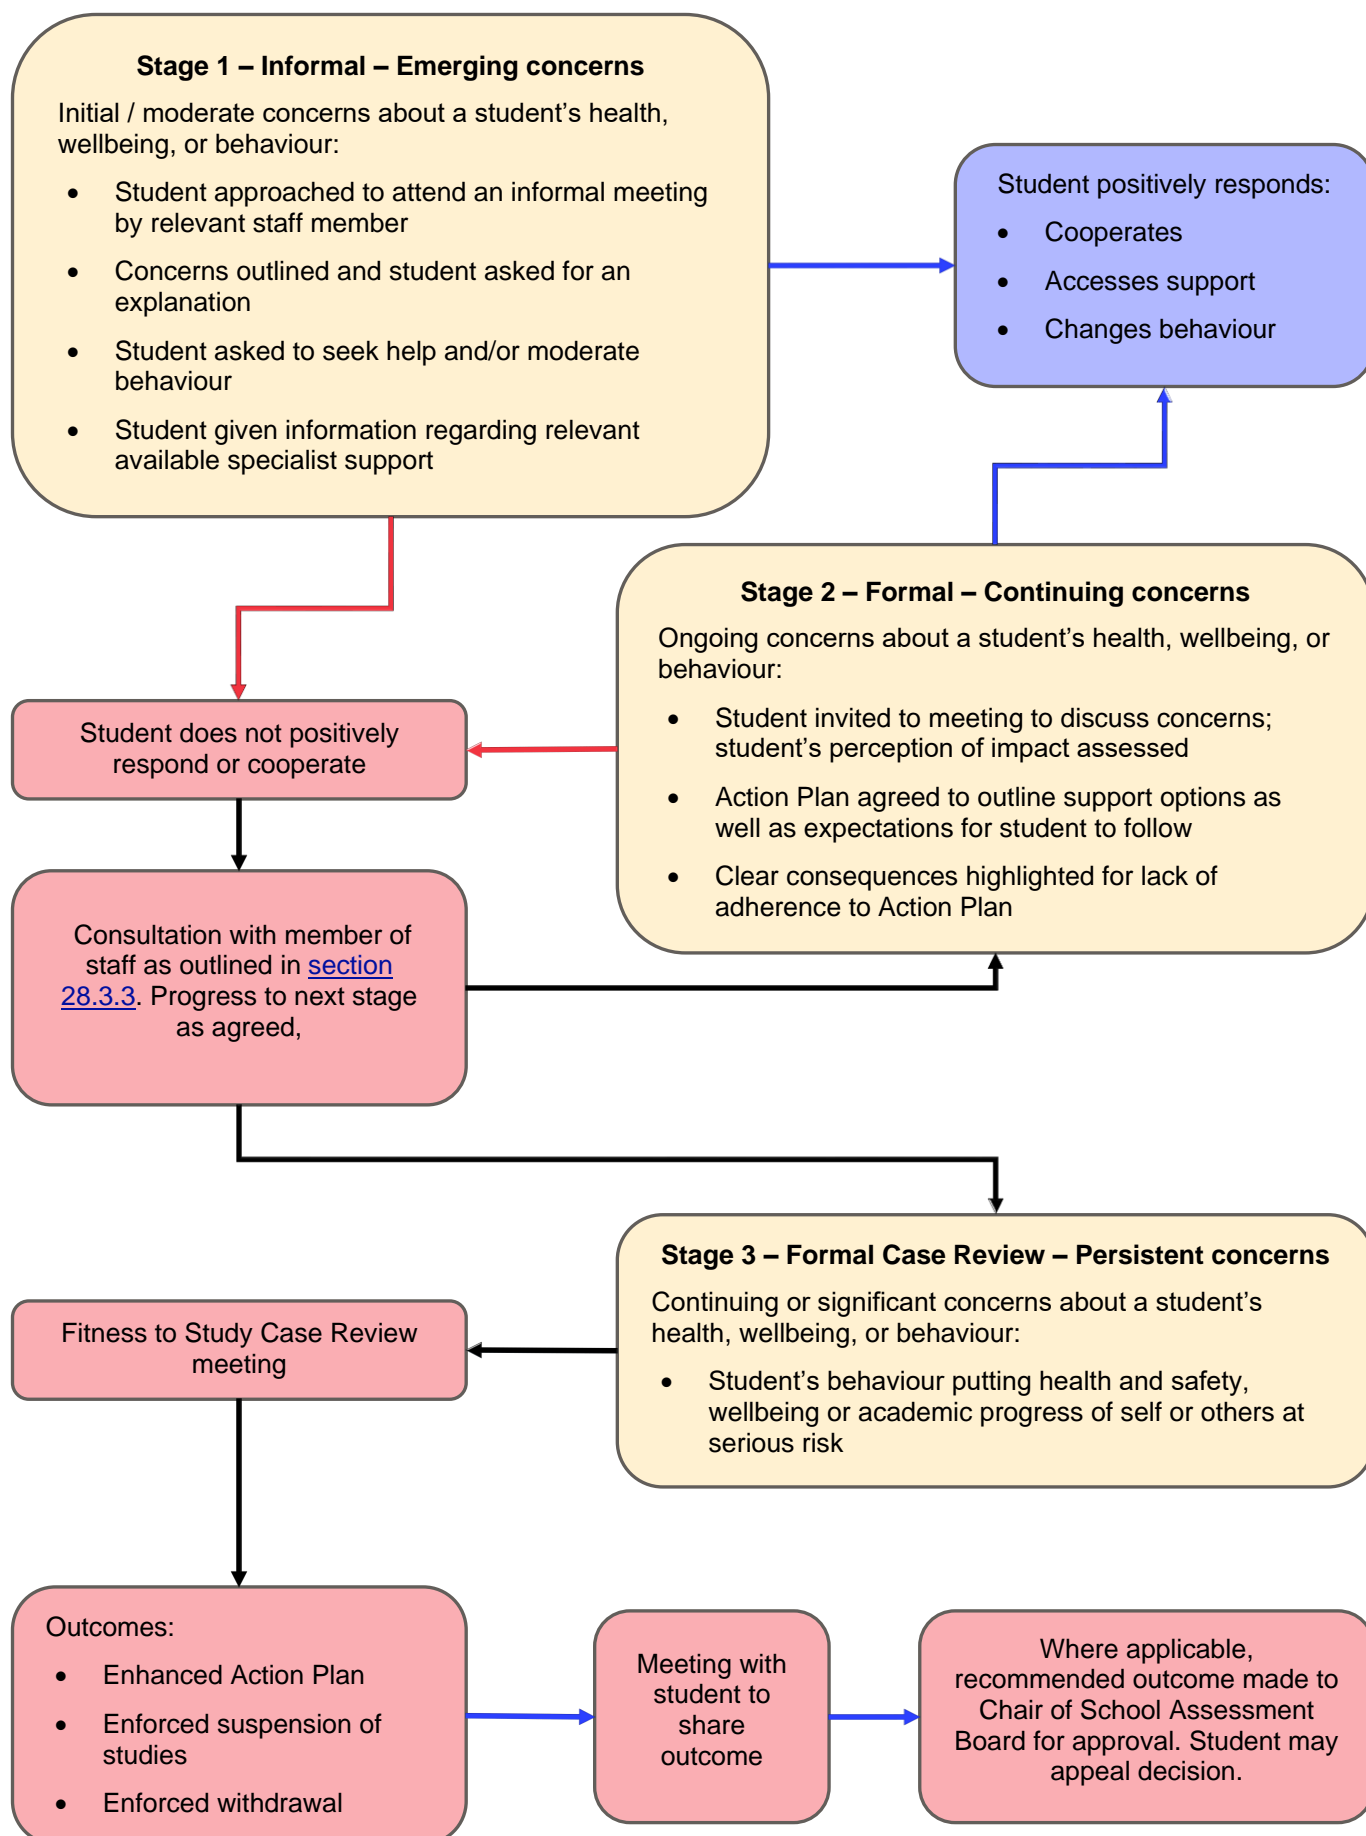 Stage 1 – Informal – Emerging concerns
Initial / moderate concerns about a student’s health,
wellbeing, or behaviour:
• Student approached to attend an informal meeting
by relevant staff member
• Concerns outlined and student asked for an
explanation
• Student asked to seek help and/or moderate
behaviour
• Student given information regarding relevant
available specialist support
Student positively responds:
• Cooperates
• Accesses support
• Changes behaviour
Stage 2 – Formal – Continuing concerns
Ongoing concerns about a student’s health, wellbeing, or
behaviour:
• Student invited to meeting to discuss concerns;
student’s perception of impact assessed
• Action Plan agreed to outline support options as
well as expectations for student to follow
• Clear consequences highlighted for lack of
adherence to Action Plan
Student does not positively
respond or cooperate
Consultation with member of
staff as outlined in section
28.3.3. Progress to next stage
as agreed,
Stage 3 – Formal Case Review – Persistent concerns
Continuing or significant concerns about a student’s
health, wellbeing, or behaviour:
• Student’s behaviour putting health and safety,
wellbeing or academic progress of self or others at
serious risk
Fitness to Study Case Review
meeting
Outcomes:
• Enhanced Action Plan
• Enforced suspension of
studies
• Enforced withdrawal
Meeting with
student to
share
outcome
Where applicable,
recommended outcome made to
Chair of School Assessment
Board for approval. Student may
appeal decision.